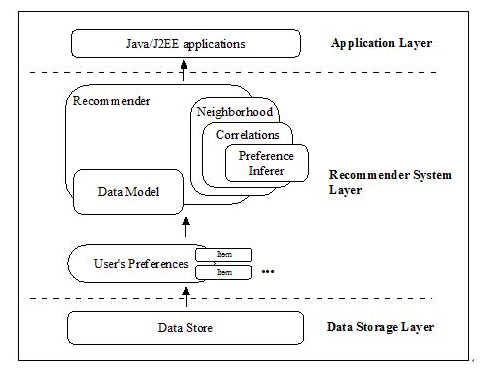 Java/J2EE applications
Application Layer
Recommender
Neighborhood
Correlations
Preference
Inferer
Recommender System
Layer
Data Model
User's Preferences
Item
Item
...
Data Store
Data Storage Layer